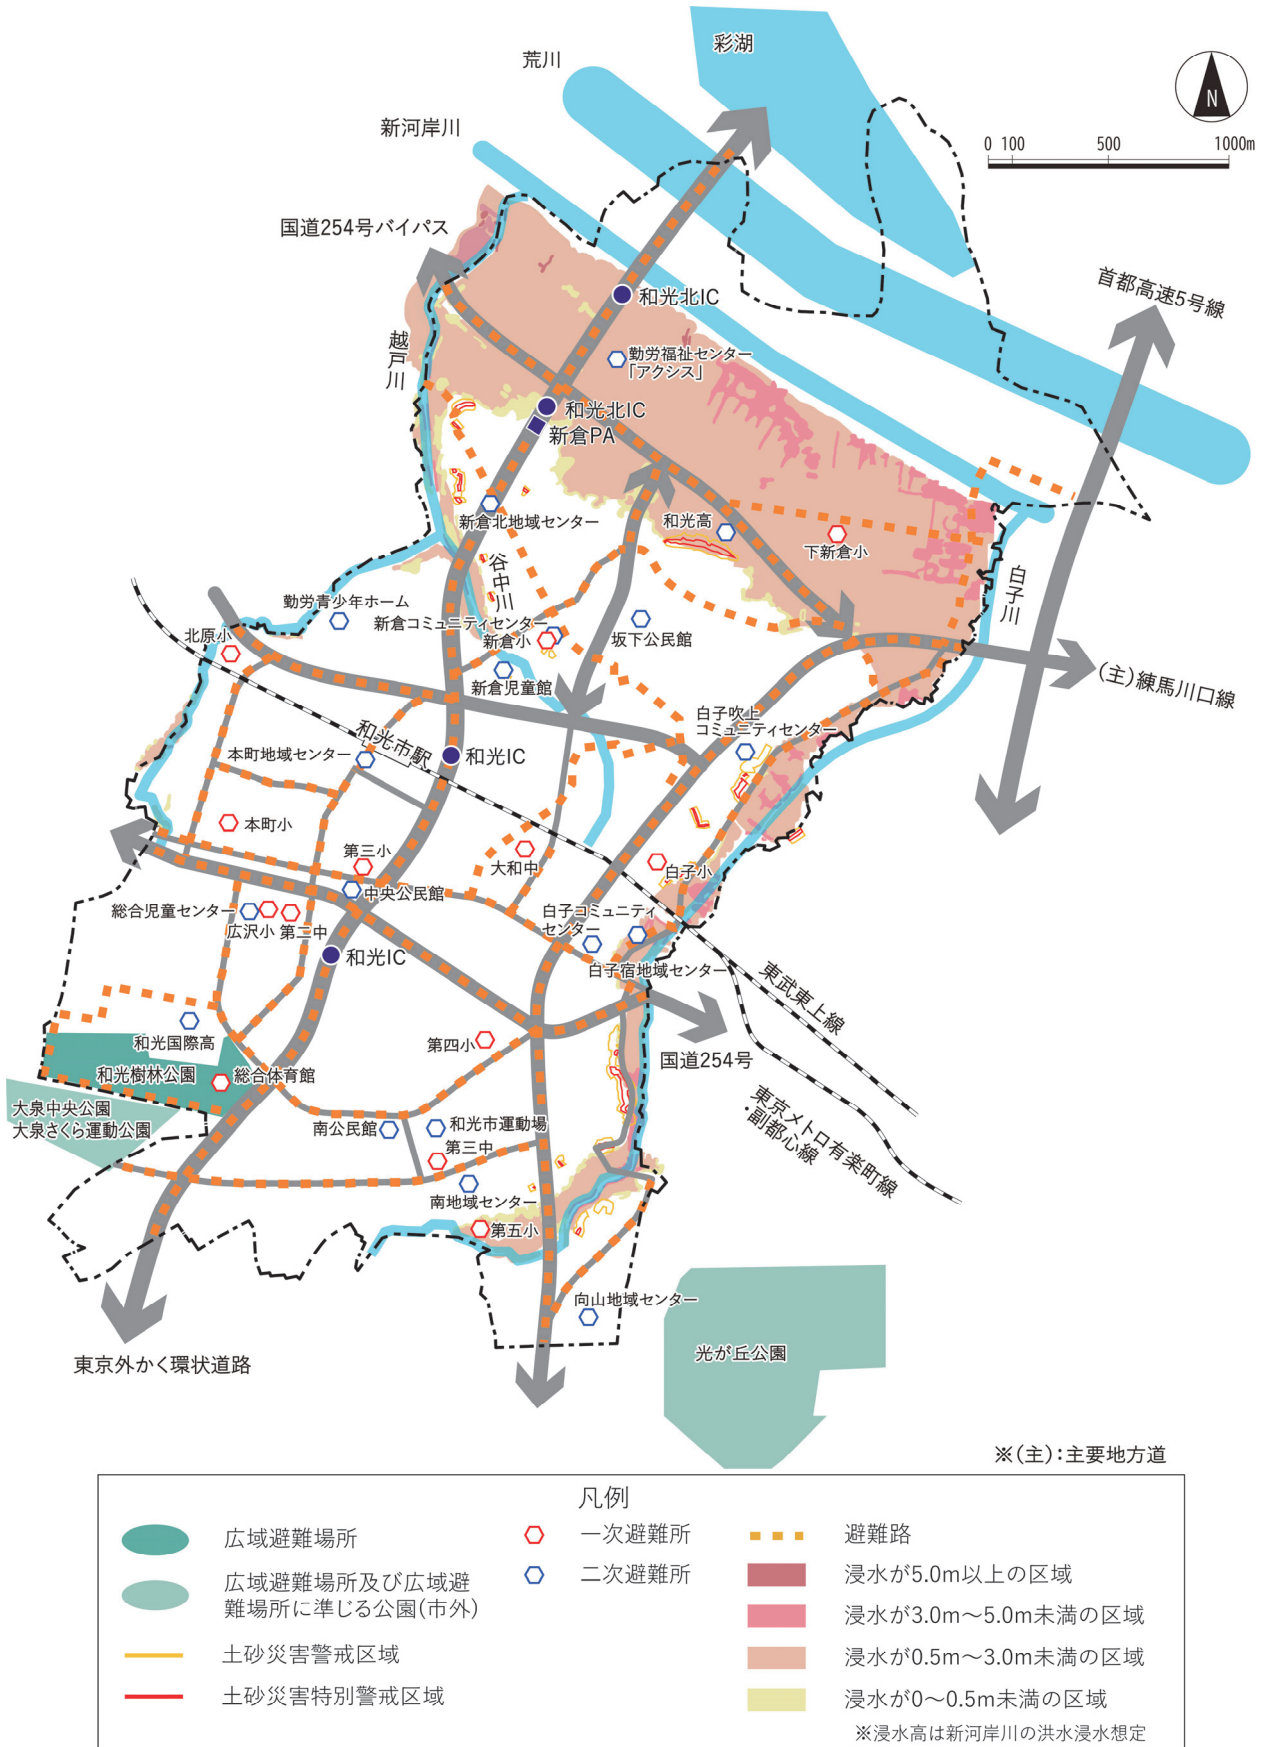 彩湖
荒川
N
新河岸川
0 100 500 1000m
国道254号バイパス
首都高速5号線
和光北IC
越戸川
勤労福祉センター
「アクシス」
和光北IC
新倉PA
新倉北地域センター
和光高
下新倉小
谷中川
白子川
勤労青少年ホーム
新倉コミュニティセンター
新倉小
坂下公民館
北原小
新倉児童館
(主)練馬川口線
白子吹上
コミュニティセンター
和光市駅
本町地域センター
和光IC
本町小
第三小
大和中
白子小
中央公民館
総合児童センター
広沢小
第二中
白子コミュニティ
センター
和光IC
白子宿地域センター
東武東上線
和光国際高
第四小
国道254号
和光樹林公園
総合体育館
大泉中央公園
大泉さくら運動公園
東京メトロ有楽町線
・副都心線
南公民館
和光市運動場
第三中
南地域センター
第五小
向山地域センター
光が丘公園
東京外かく環状道路
※(主):主要地方道
凡例
広域避難場所
一次避難所
避難路
広域避難場所及び広域避
難場所に準じる公園(市外)
二次避難所
浸水が5.0m以上の区域
浸水が3.0m〜5.0m未満の区域
土砂災害警戒区域
浸水が0.5m〜3.0m未満の区域
土砂災害特別警戒区域
浸水が0〜0.5m未満の区域
※浸水高は新河岸川の洪水浸水想定